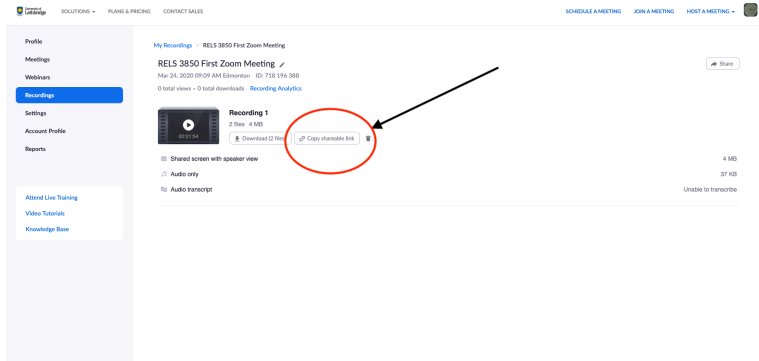 University of
Lethbridge
SOLUTIONS PLANS & PRICING CONTACT SALES SCHEDULE A MEETING JOIN A MEETING HOST A MEETING
Profile
Meetings
Webinars
Recordings
Settings
Account Profile
Reports
Attend Live Training
Video Tutorials
Knowledge Base
My Recordings > RELS 3850 First Zoom Meeting
RELS 3850 First Zoom Meeting
Share
Mar 24, 2020 09:09 AM Edmonton ID: 718 196 388
0 total views • 0 total downloads Recording Analytics
Recording 1
2 files 4 MB
00:01:54
Download (2 files) Copy shareable link
Shared screen with speaker view 4 MB
Audio only 37 KB
Audio transcript Unable to transcribe